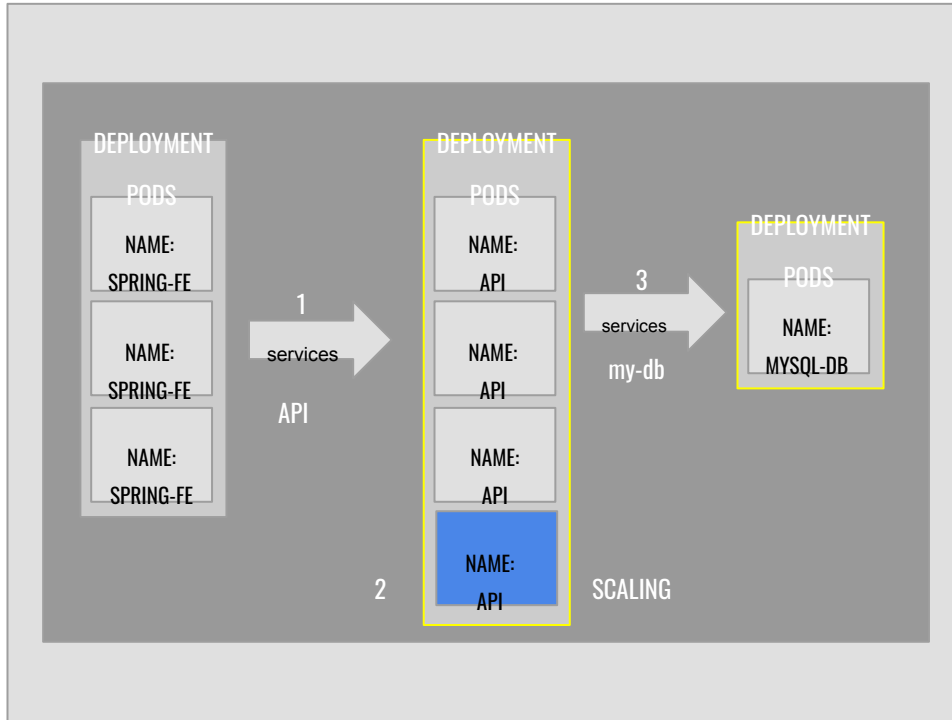 DEPLOYMENT
PODS
NAME:
SPRING-FE
NAME:
SPRING-FE
NAME:
SPRING-FE
1
services
API
DEPLOYMENT
PODS
NAME:
API
NAME:
API
NAME:
API
NAME:
API
2
SCALING
3
services
my-db
DEPLOYMENT
PODS
NAME:
MYSQL-DB